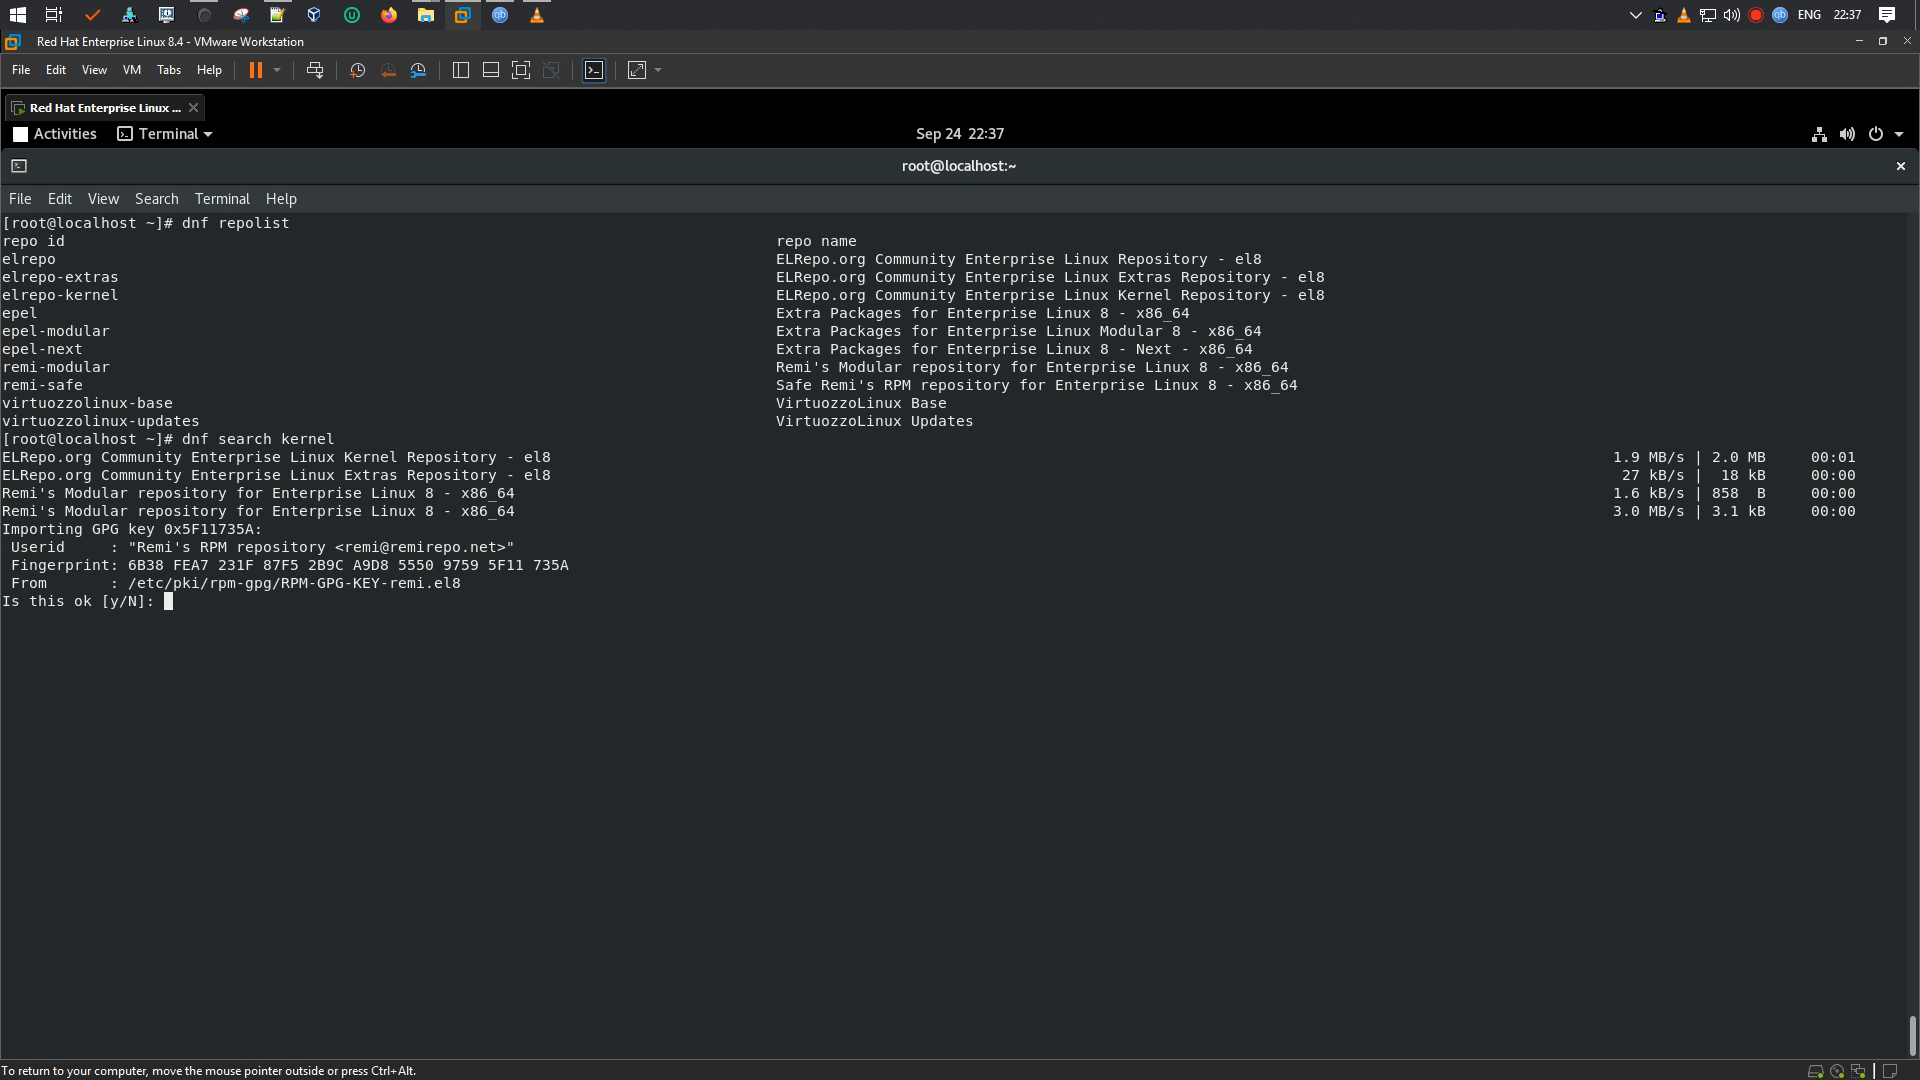 ENG 22:37
Red Hat Enterprise Linux 8.4 - VMware Workstation
File Edit View VM Tabs Help
Red Hat Enterprise Linux ...
Activities Terminal Sep 24 22:37
root@localhost:~
File Edit View Search Terminal Help
[root@localhost ~]# dnf repolist
repo id repo name
elrepo ELRepo.org Community Enterprise Linux Repository - el8
elrepo-extras ELRepo.org Community Enterprise Linux Extras Repository - el8
elrepo-kernel ELRepo.org Community Enterprise Linux Kernel Repository - el8
epel Extra Packages for Enterprise Linux 8 - x86_64
epel-modular Extra Packages for Enterprise Linux Modular 8 - x86_64
epel-next Extra Packages for Enterprise Linux 8 - Next - x86_64
remi-modular Remi's Modular repository for Enterprise Linux 8 - x86_64
remi-safe Safe Remi's RPM repository for Enterprise Linux 8 - x86_64
virtuozzolinux-base VirtuozzoLinux Base
virtuozzolinux-updates VirtuozzoLinux Updates
[root@localhost ~]# dnf search kernel
ELRepo.org Community Enterprise Linux Kernel Repository - el8 1.9 MB/s | 2.0 MB 00:01
ELRepo.org Community Enterprise Linux Extras Repository - el8 27 kB/s | 18 kB 00:00
Remi's Modular repository for Enterprise Linux 8 - x86_64 1.6 kB/s | 858 B 00:00
Remi's Modular repository for Enterprise Linux 8 - x86_64 3.0 MB/s | 3.1 kB 00:00
Importing GPG key 0x5F11735A:
Userid : "Remi's RPM repository <remi@remirepo.net>"
Fingerprint: 6B38 FEA7 231F 87F5 2B9C A9D8 5550 9759 5F11 735A
From : /etc/pki/rpm-gpg/RPM-GPG-KEY-remi.el8
Is this ok [y/N]:
To return to your computer, move the mouse pointer outside or press Ctrl+Alt.